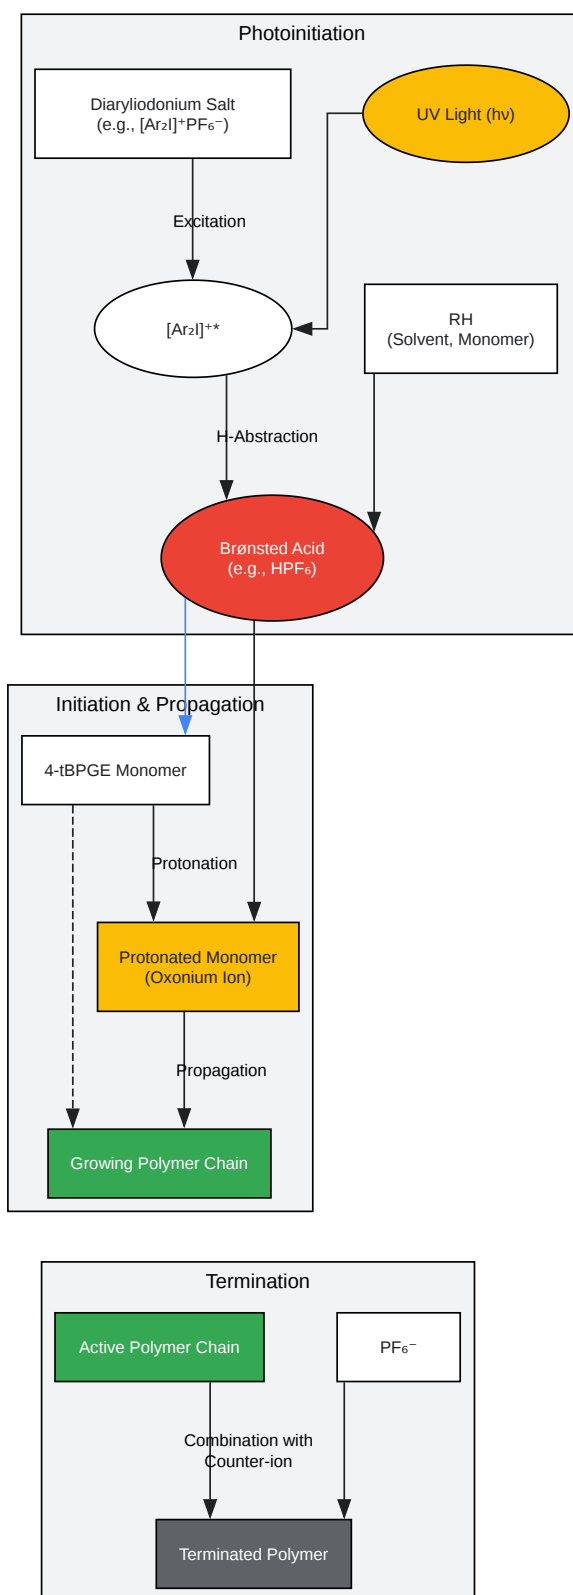 Photoinitiation
Diaryliodonium Salt
(e.g., [Ar₂I]⁺PF₆⁻)
UV Light (hν)
Excitation
[Ar₂I]⁺*
RH
(Solvent, Monomer)
H-Abstraction
Brønsted Acid
(e.g., HPF₆)
Initiation & Propagation
4-tBPGE Monomer
Protonation
Protonated Monomer
(Oxonium Ion)
Propagation
Growing Polymer Chain
Termination
Active Polymer Chain
PF₆⁻
Combination with
Counter-ion
Terminated Polymer